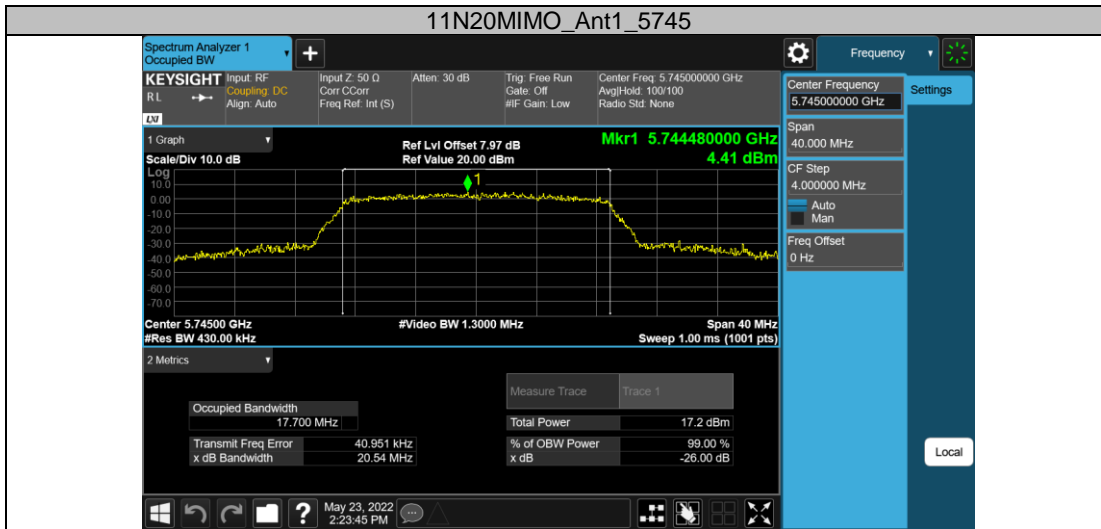 11N20MIMO_Ant1_5745
Spectrum Analyzer 1
Occupied BW
Frequency
KEYSIGHT
RL
LXI
Input: RF
Coupling: DC
Align: Auto
Input Z: 50 Ω
Corr CCorr
Freq Ref: Int (S)
Atten: 30 dB
Trig: Free Run
Gate: Off
#IF Gain: Low
Center Freq: 5.745000000 GHz
Avg|Hold: 100/100
Radio Std: None
Center Frequency
5.745000000 GHz
Settings
Span
40.000 MHz
CF Step
4.000000 MHz
Auto
Man
Freq Offset
0 Hz
Local
1 Graph
Scale/Div 10.0 dB
Ref Lvl Offset 7.97 dB
Ref Value 20.00 dBm
Mkr1 5.744480000 GHz
4.41 dBm
Log
10.0
0.00
-10.0
-20.0
-30.0
-40.0
-50.0
-60.0
-70.0
1
Center 5.74500 GHz
#Video BW 1.3000 MHz
Span 40 MHz
#Res BW 430.00 kHz
Sweep 1.00 ms (1001 pts)
2 Metrics
Measure Trace
Trace 1
Occupied Bandwidth
17.700 MHz
Total Power
17.2 dBm
Transmit Freq Error
40.951 kHz
% of OBW Power
99.00 %
x dB Bandwidth
20.54 MHz
x dB
-26.00 dB
?
May 23, 2022
2:23:45 PM